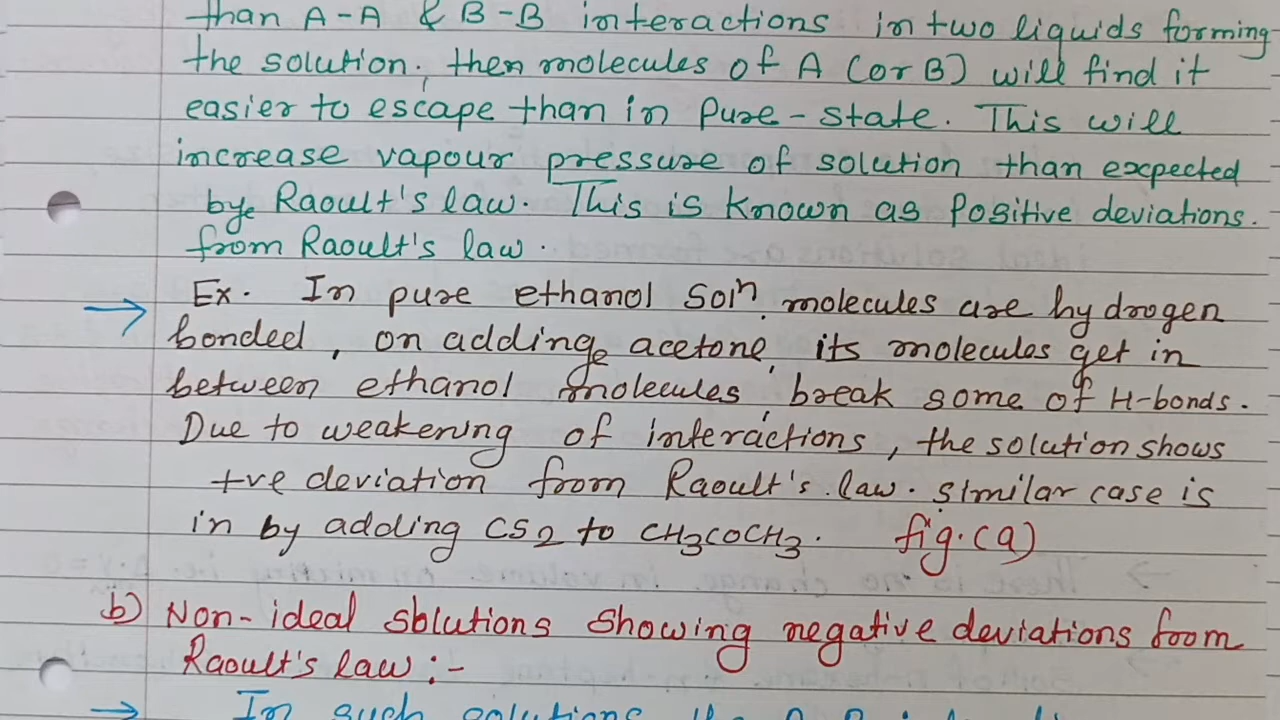 than A-A & B-B interactions in two liquids forming
the solution, then molecules of A (or B) will find it
easier to escape than in pure-state. This will
increase vapour pressure of solution than expected
by Raoult's law. This is known as Positive deviations.
from Raoult's law.
→ Ex. In pure ethanol Solⁿ, molecules are hydrogen
bonded, on adding acetone, its molecules get in
between ethanol molecules, break some of H-bonds.
Due to weakening of interactions, the solution shows
+ve deviation from Raoult's law. similar case is
in by adding CS2 to CH3COCH3. fig.(a)
b) Non-ideal solutions showing negative deviations from
Raoult's law:-
→ In such solutions